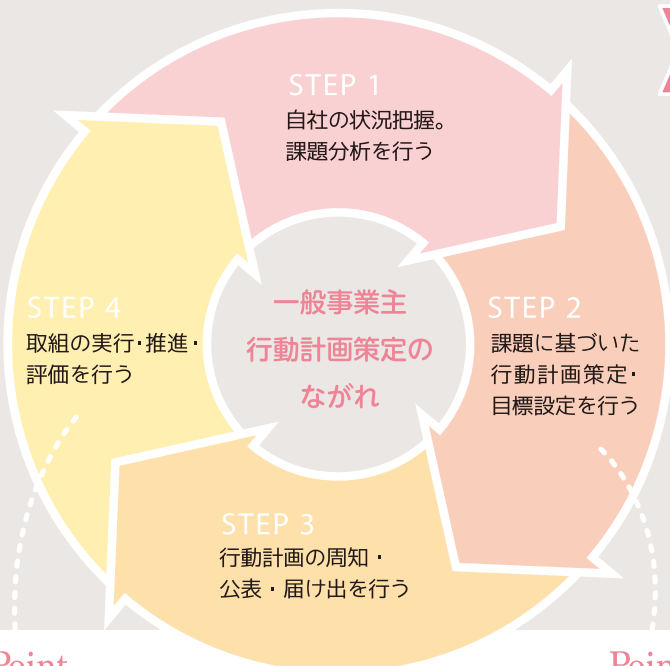 STEP 1
自社の状況把握。
課題分析を行う
一般事業主
行動計画策定の
ながれ
STEP 2
課題に基づいた
行動計画策定・
目標設定を行う
STEP 3
行動計画の周知・
公表・届け出を行う
STEP 4
取組の実行・推進・
評価を行う
Point